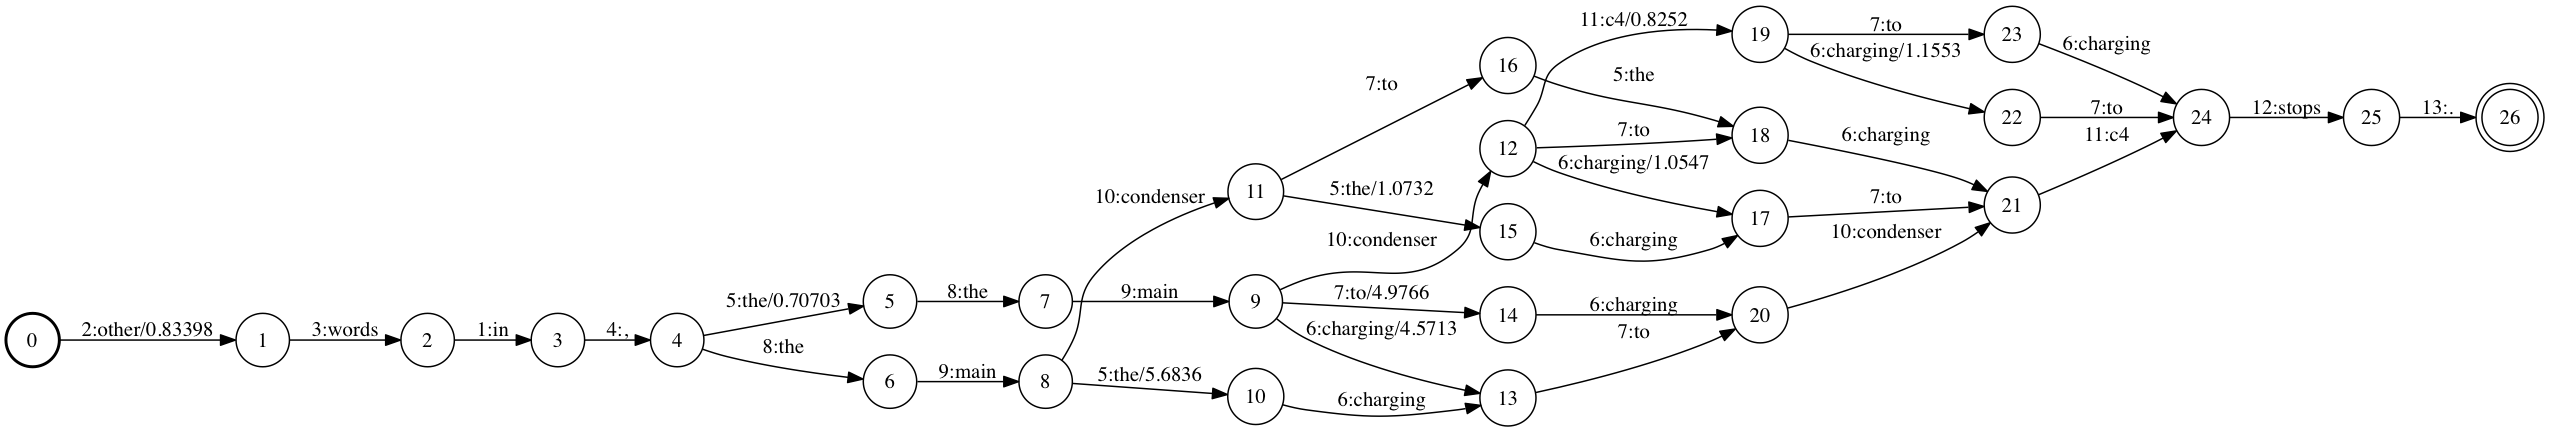 11:c4/0.8252
19
7:to
23
6:charging
6:charging/1.1553
16
5:the
7:to
22
7:to
24
12:stops
25
13:.
26
11:c4
12
7:to
18
6:charging
6:charging/1.0547
10:condenser
11
5:the/1.0732
17
7:to
21
10:condenser
15
6:charging
10:condenser
5:the/0.70703
5
8:the
7
9:main
9
7:to/4.9766
14
6:charging
20
6:charging/4.5713
7:to
0
2:other/0.83398
1
3:words
2
1:in
3
4:,
4
8:the
6
9:main
8
5:the/5.6836
10
6:charging
13